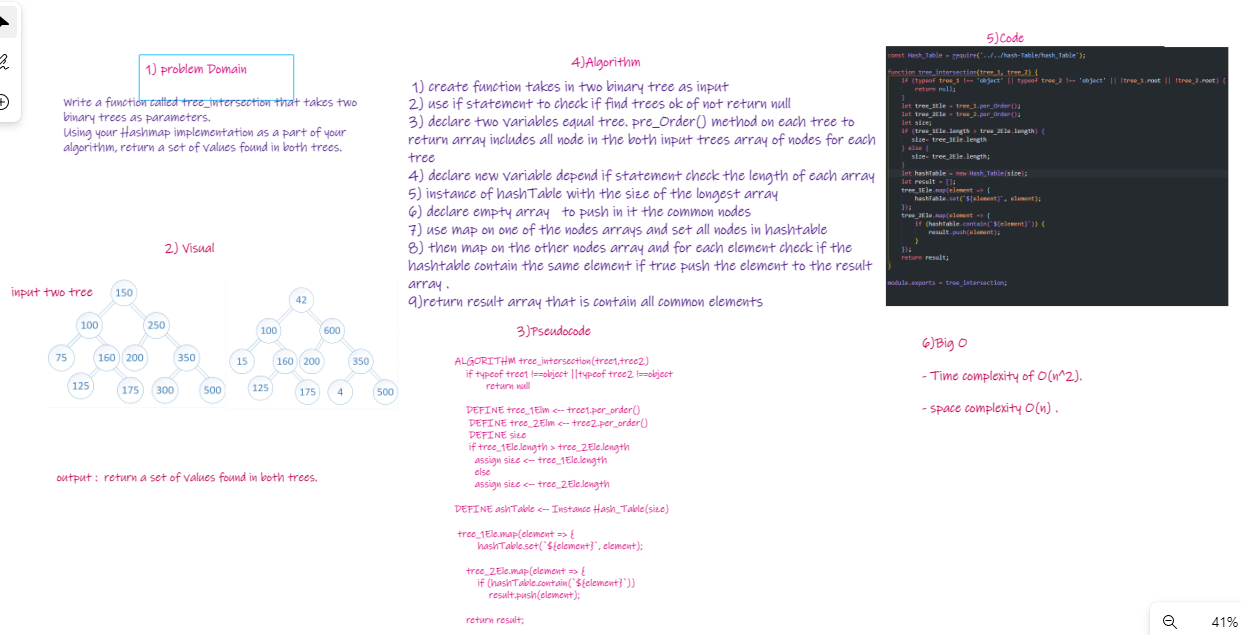 1) problem Domain
Write a function called tree_intersection that takes two
binary trees as parameters.
Using your Hashmap implementation as a part of your
algorithm, return a set of values found in both trees.
2) Visual
input two tree
150
100
250
75
160
200
350
125
175
300
500
42
100
600
15
160
200
350
125
175
4
500
output : return a set of values found in both trees.
4)Algorithm
1) create function takes in two binary tree as input
2) use if statement to check if find trees ok of not return null
3) declare two variables equal tree. pre_Order() method on each tree to
return array includes all node in the both input trees array of nodes for each
tree
4) declare new variable depend if statement check the length of each array
5) instance of hashTable with the size of the longest array
6) declare empty array to push in it the common nodes
7) use map on one of the nodes arrays and set all nodes in hashtable
8) then map on the other nodes array and for each element check if the
hashtable contain the same element if true push the element to the result
array .
9)return result array that is contain all common elements
3)Pseudocode
ALGORITHM tree_intersection(tree1,tree2)
if typeof tree1 !==object ||typeof tree2 !==object
return null
DEFINE tree_1Elm <-- tree1.per_order()
DEFINE tree_2Elm <-- tree2.per_order()
DEFINE size
if tree_1Ele.length > tree_2Ele.length
assign size <-- tree_1Ele.length
else
assign size <-- tree_2Ele.length
DEFINE ashTable <-- Instance Hash_Table(size)
tree_1Ele.map(element => {
hashTable.set(`${element}`, element);
tree_2Ele.map(element => {
if (hashTable.contain(`${element}`))
result.push(element);
return result;
5)Code
const Hash_Table = require('../../hash-Table/hash_Table');
function tree_intersection(tree_1, tree_2) {
if (typeof tree_1 !== 'object' || typeof tree_2 !== 'object' || !tree_1.root || !tree_2.root) {
return null;
}
let tree_1Ele = tree_1.per_Order();
let tree_2Ele = tree_2.per_Order();
let size;
if (tree_1Ele.length > tree_2Ele.length) {
size= tree_1Ele.length
} else {
size= tree_2Ele.length;
}
let hashTable = new Hash_Table(size);
let result = [];
tree_1Ele.map(element => {
hashTable.set(`${element}`, element);
});
tree_2Ele.map(element => {
if (hashTable.contain(`${element}`)) {
result.push(element);
}
});
return result;
}
module.exports = tree_intersection;
6)Big O
- Time complexity of O(n^2).
- space complexity O(n) .
41%